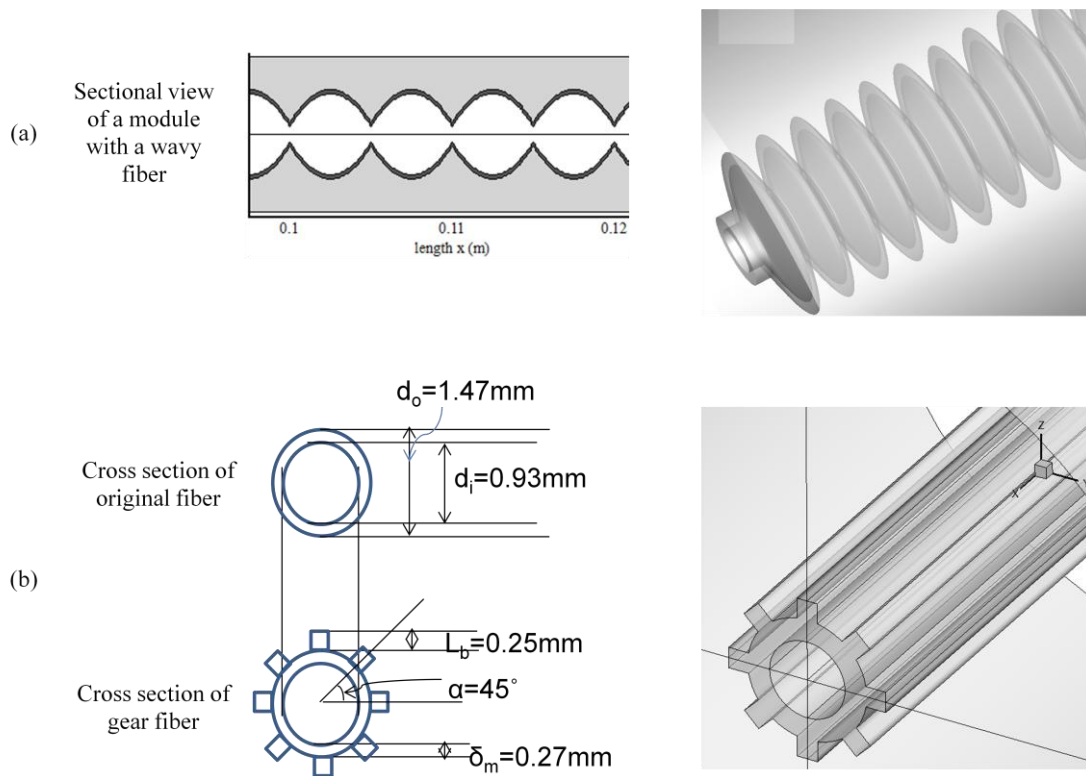 (a)
Sectional view
of a module
with a wavy
fiber
0.1
0.11
0.12
length x (m)
(b)
Cross section of
original fiber
dₒ=1.47mm
dᵢ=0.93mm
Cross section of
gear fiber
L_b=0.25mm
α=45°
δₘ=0.27mm
z
x